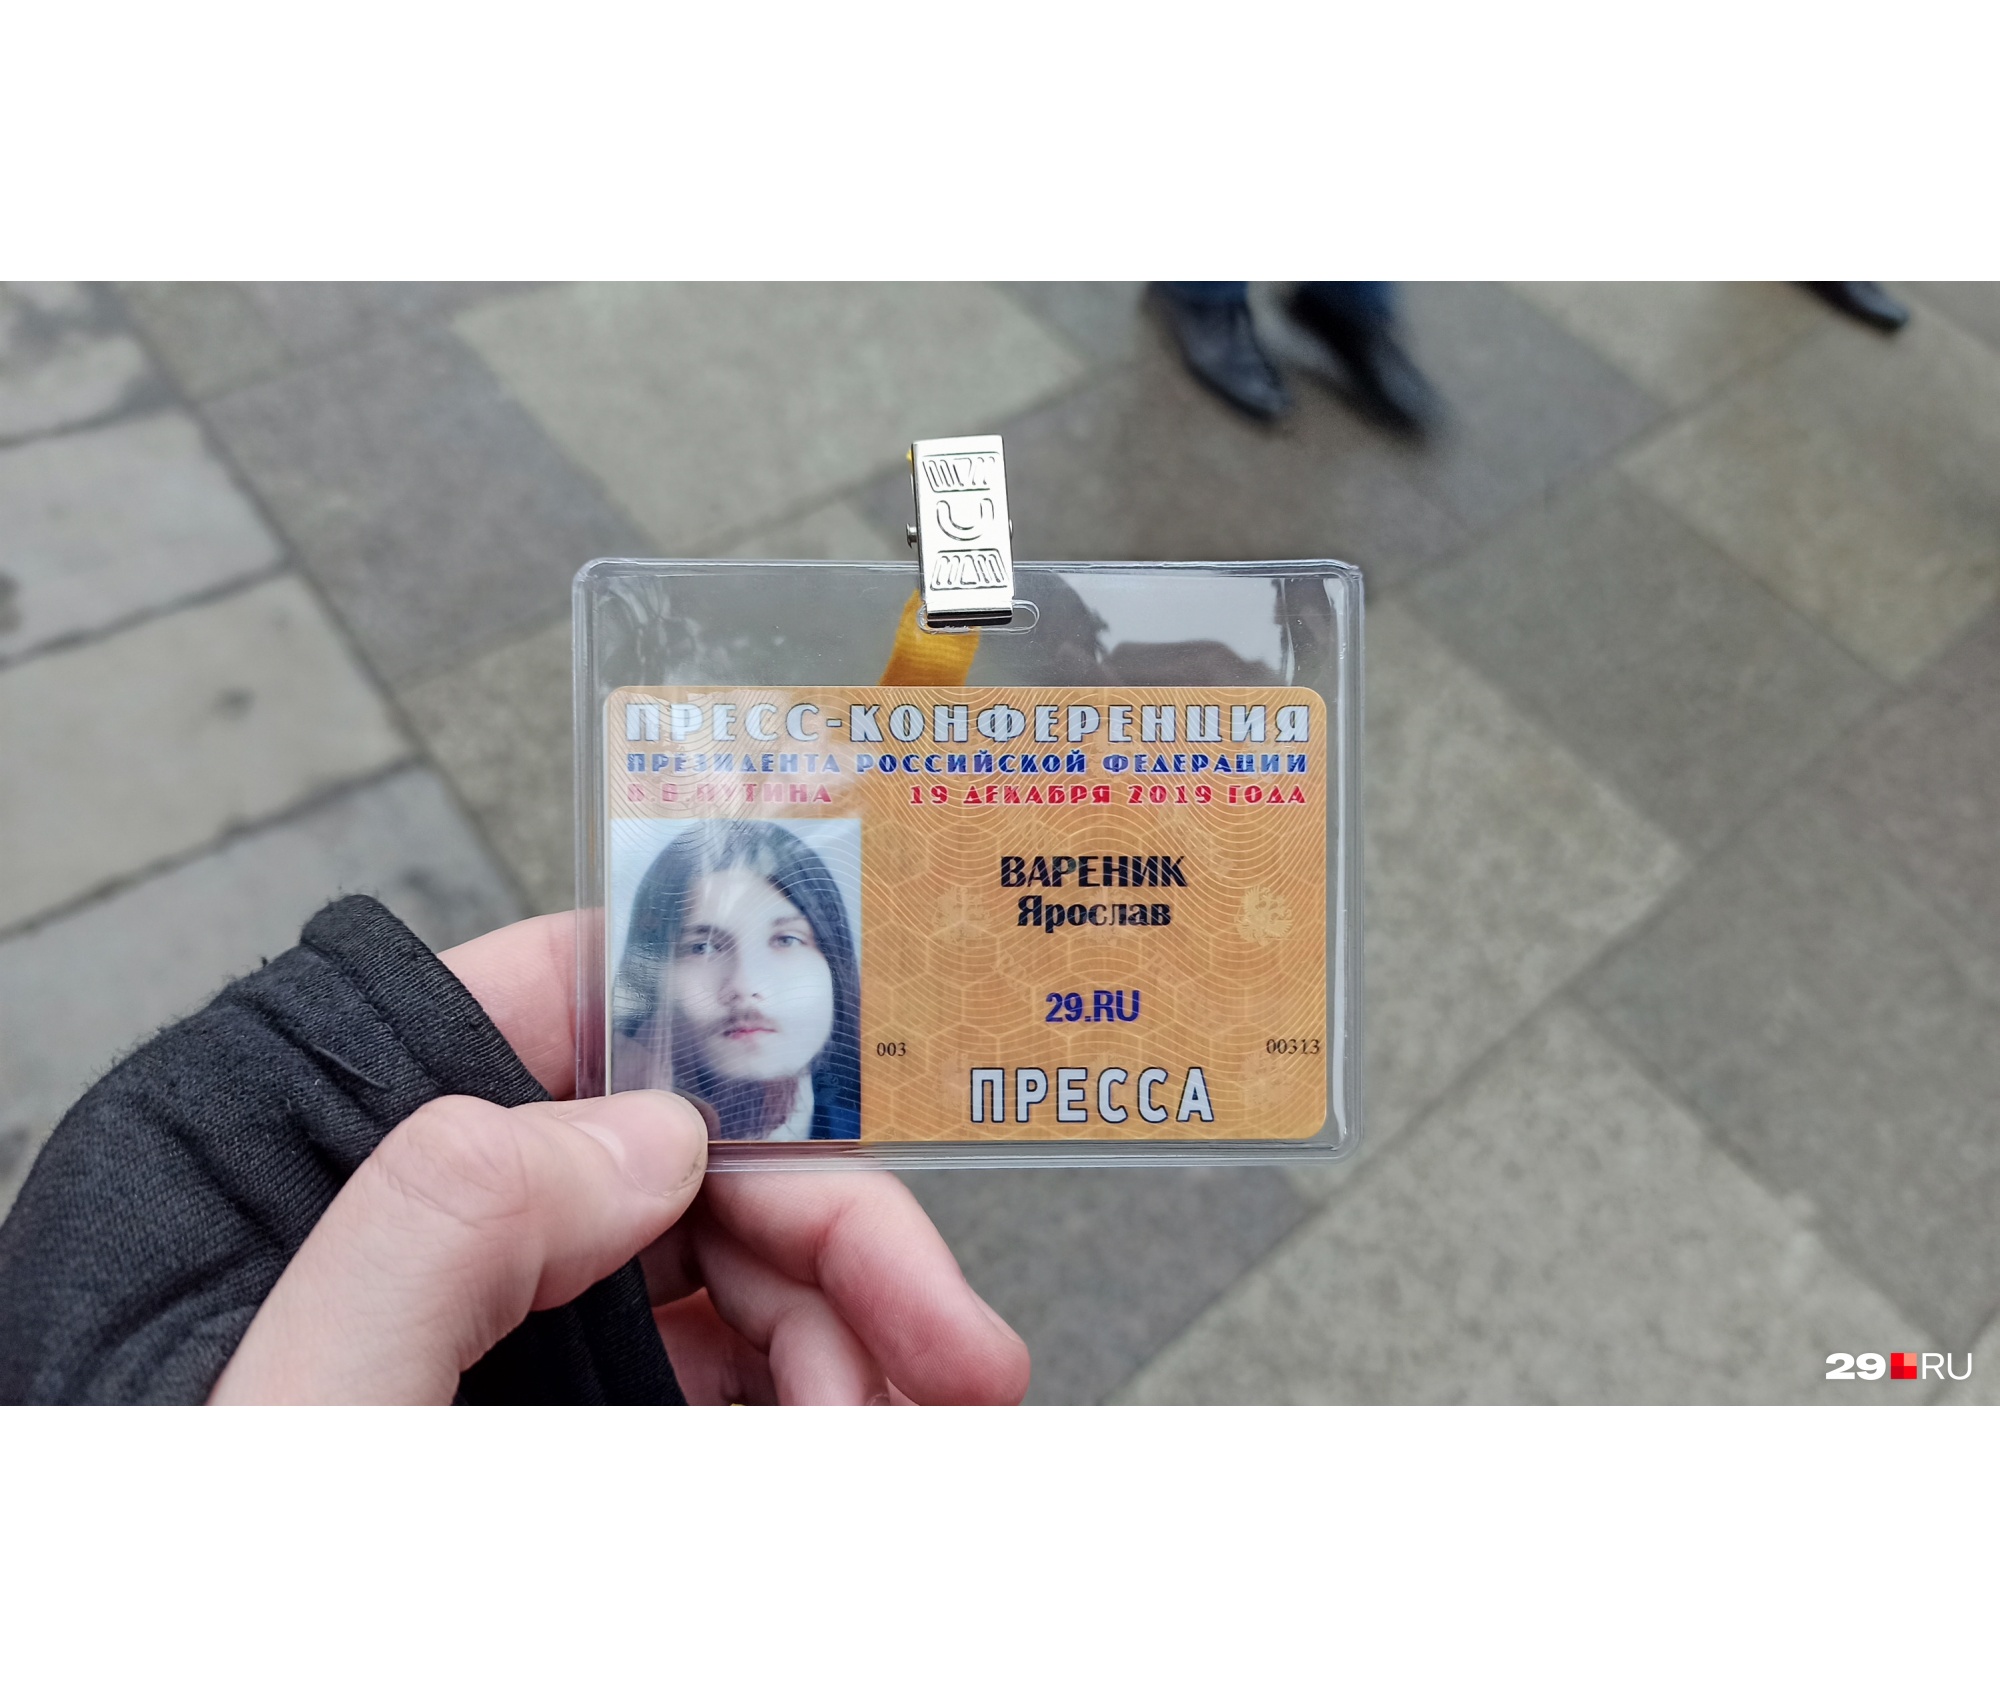 ПРЕСС-КОНФЕРЕНЦИЯ
ПРЕЗИДЕНТА РОССИЙСКОЙ ФЕДЕРАЦИИ
В.В.ПУТИНА 19 ДЕКАБРЯ 2019 ГОДА
ВАРЕНИК
Ярослав
29.RU
003 00313
ПРЕССА
29.RU